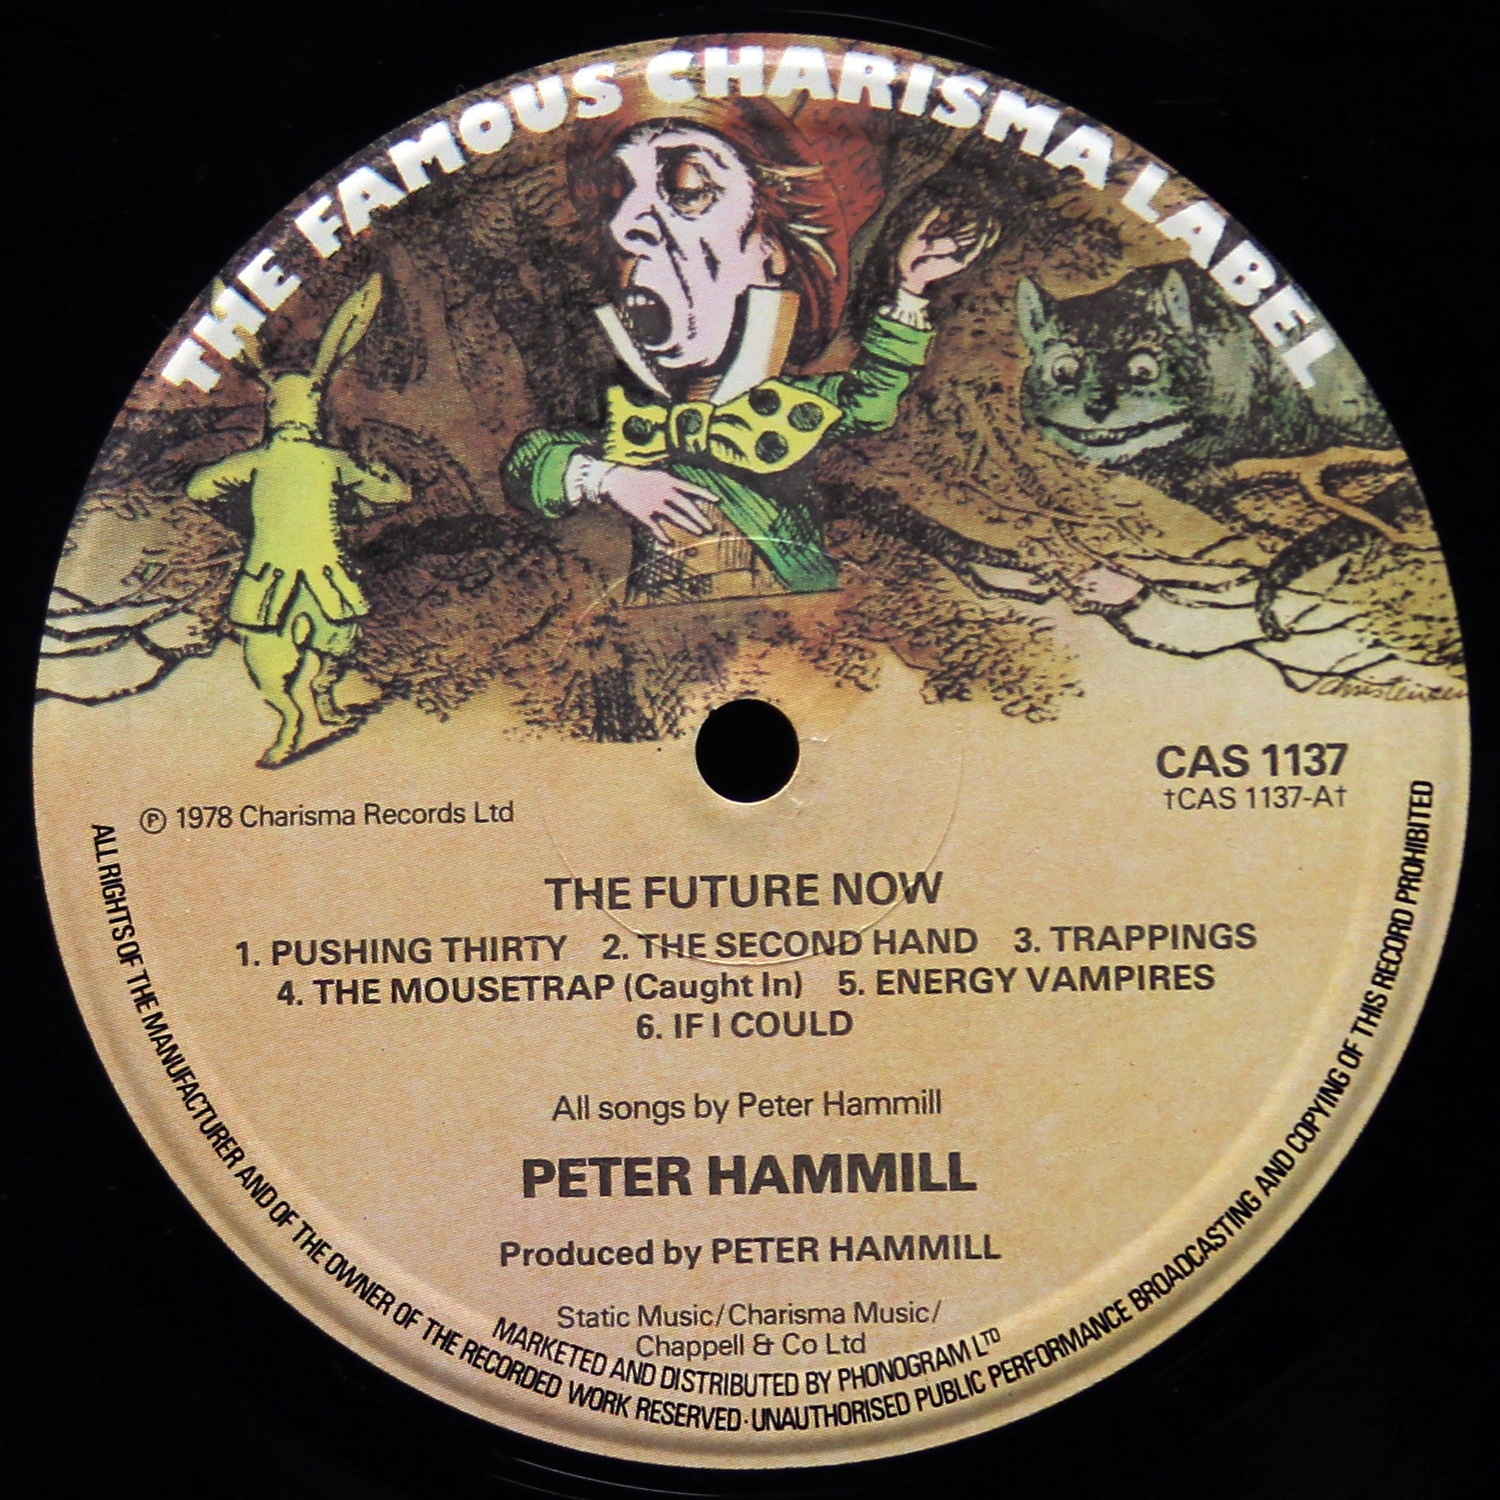 THE FAMOUS CHARISMA LABEL
Christensen
CAS 1137
†CAS 1137-A†
℗ 1978 Charisma Records Ltd
THE FUTURE NOW
1. PUSHING THIRTY 2. THE SECOND HAND 3. TRAPPINGS
4. THE MOUSETRAP (Caught In) 5. ENERGY VAMPIRES
6. IF I COULD
All songs by Peter Hammill
PETER HAMMILL
Produced by PETER HAMMILL
Static Music/Charisma Music/
Chappell & Co Ltd
MARKETED AND DISTRIBUTED BY PHONOGRAM LTD
ALL RIGHTS OF THE MANUFACTURER AND OF THE OWNER OF THE RECORDED WORK RESERVED · UNAUTHORISED PUBLIC PERFORMANCE BROADCASTING AND COPYING OF THIS RECORD PROHIBITED